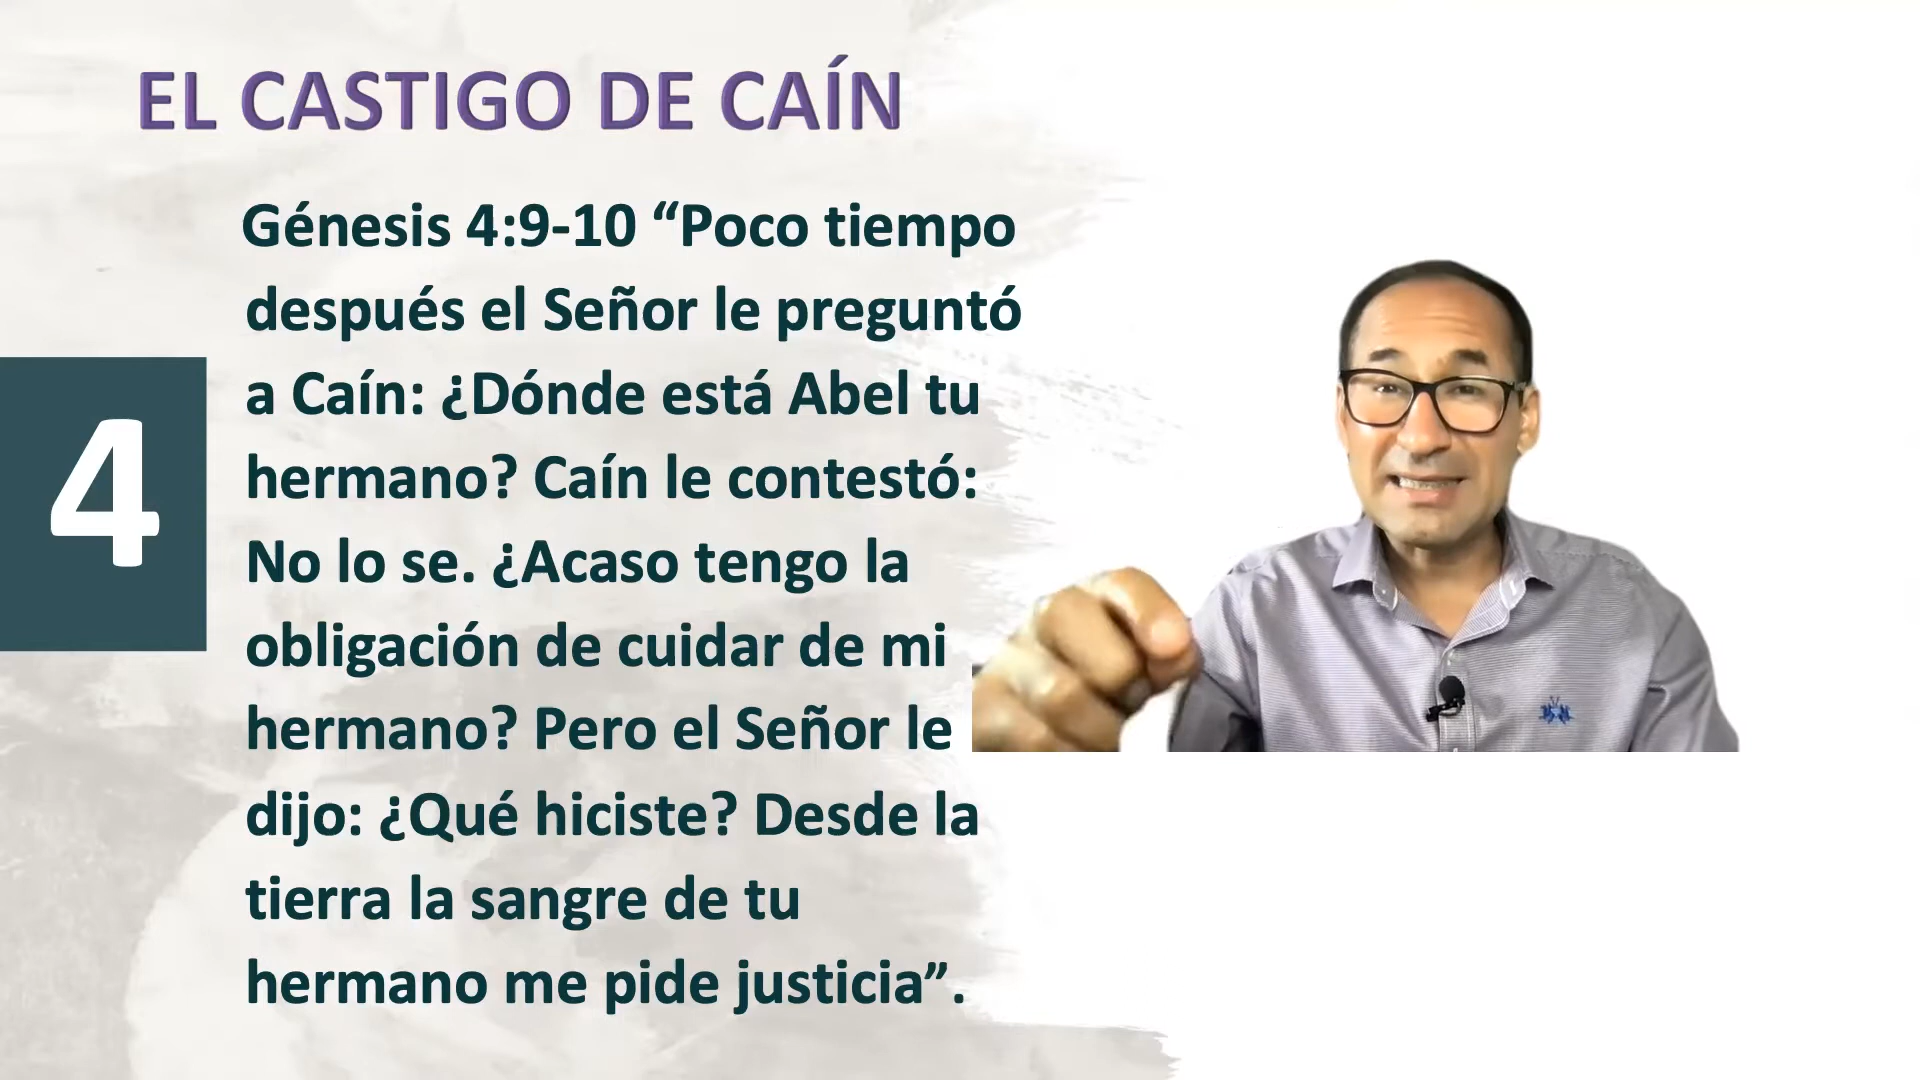 EL CASTIGO DE CAÍN
4
Génesis 4:9-10 “Poco tiempo
después el Señor le preguntó
a Caín: ¿Dónde está Abel tu
hermano? Caín le contestó:
No lo se. ¿Acaso tengo la
obligación de cuidar de mi
hermano? Pero el Señor le
dijo: ¿Qué hiciste? Desde la
tierra la sangre de tu
hermano me pide justicia”.